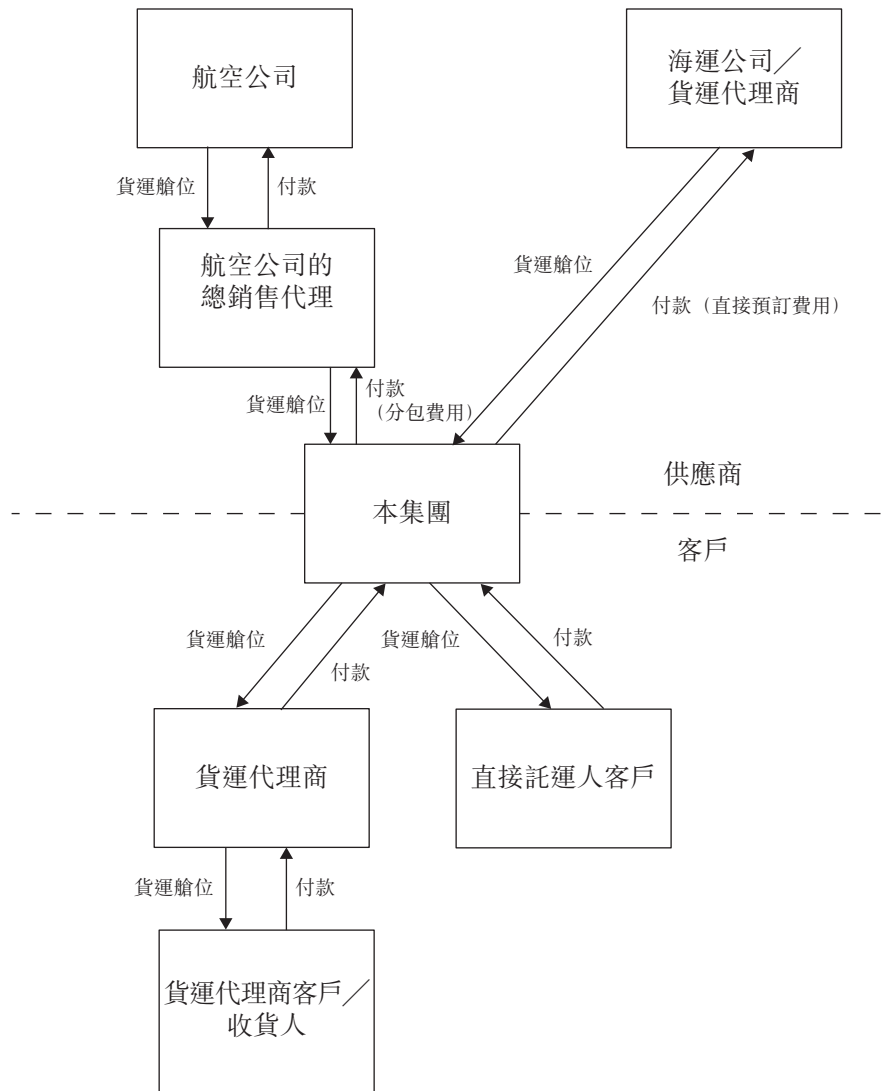 航空公司
海運公司／
貨運代理商
貨運艙位
付款
航空公司的
總銷售代理
貨運艙位
付款（直接預訂費用）
貨運艙位
付款
（分包費用）
供應商
本集團
客戶
貨運艙位
付款
貨運艙位
付款
貨運代理商
直接託運人客戶
貨運艙位
付款
貨運代理商客戶／
收貨人